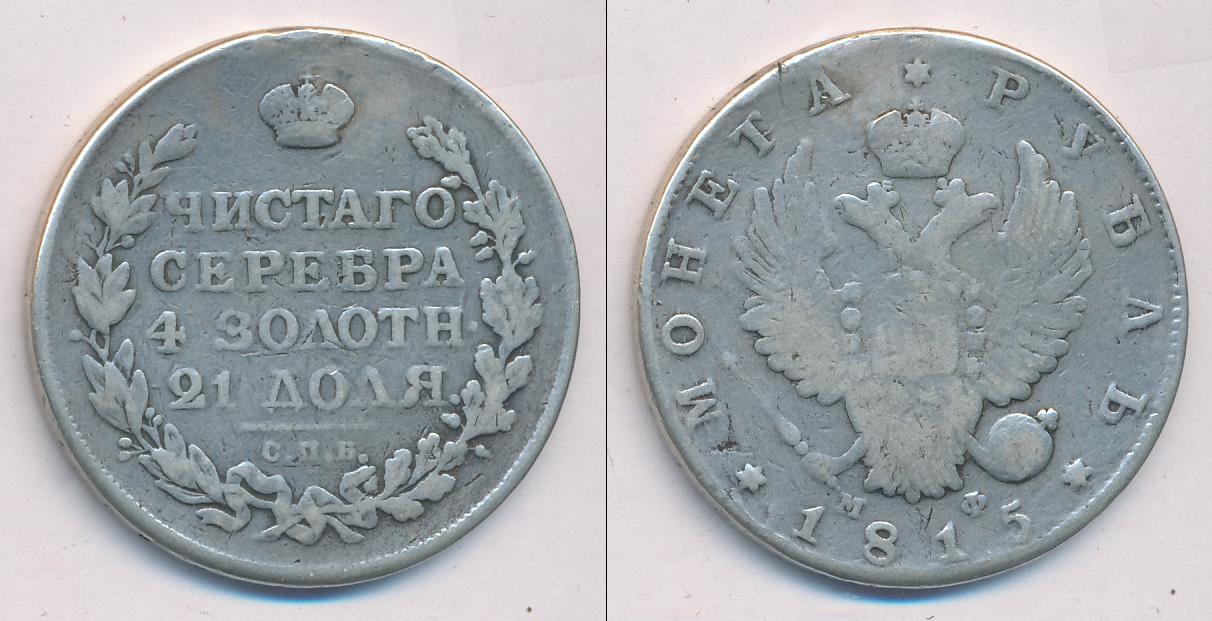 ЧИСТАГО
СЕРЕБРА
4 ЗОЛОТН.
21 ДОЛЯ.
С.П.Б.
МОНЕТА * РУБЛЬ
М Ф
* 1815 *